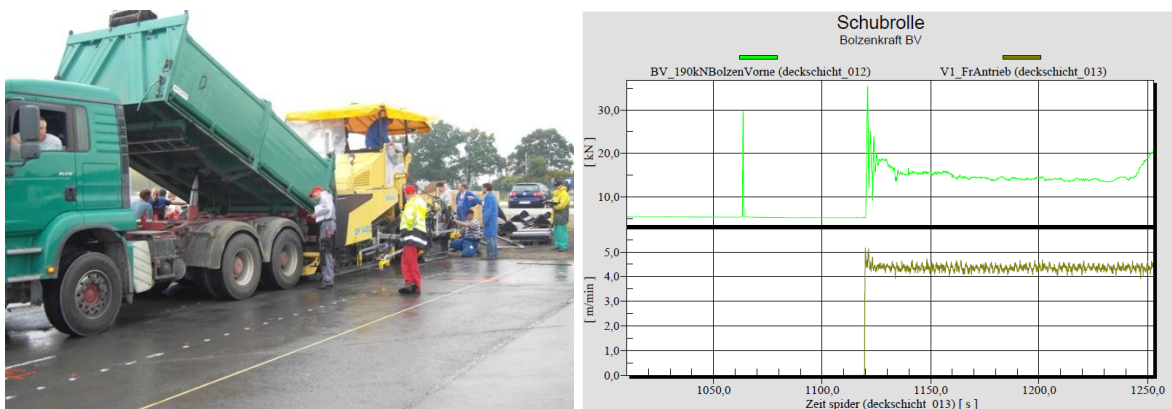 Schubrolle
Bolzenkraft BV
BV_190kNBolzenVorne (deckschicht_012)
V1_FrAntrieb (deckschicht_013)
30,0
20,0
10,0
[ kN ]
5,0
4,0
3,0
2,0
1,0
0,0
[ m/min ]
1050,0
1100,0
1150,0
1200,0
1250,0
Zeit spider (deckschicht_013) [ s ]